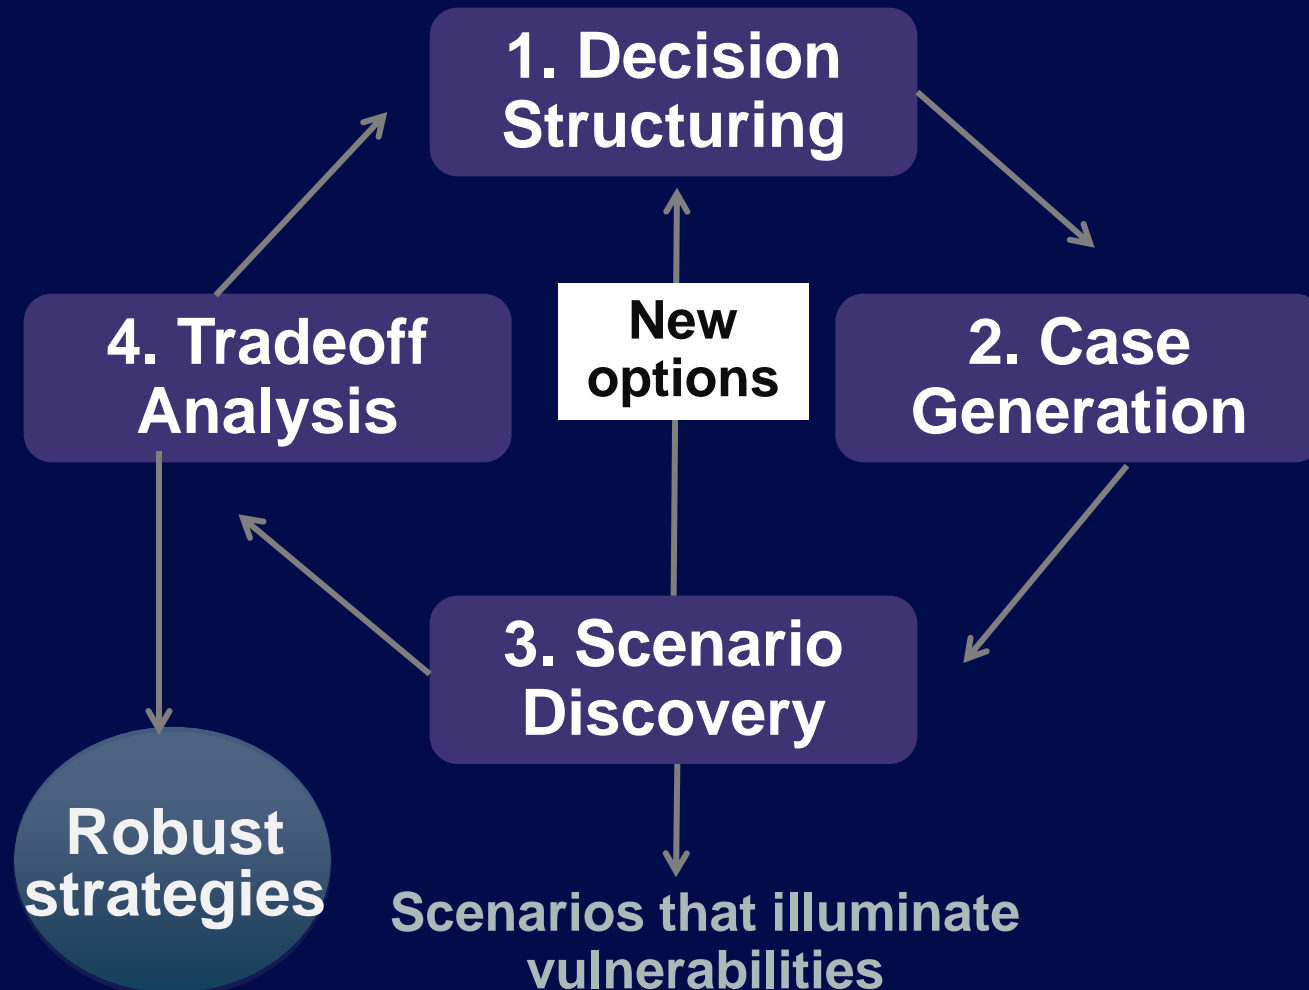 1. Decision
Structuring
4. Tradeoff
Analysis
New
options
2. Case
Generation
3. Scenario
Discovery
Robust
strategies
Scenarios that illuminate
vulnerabilities